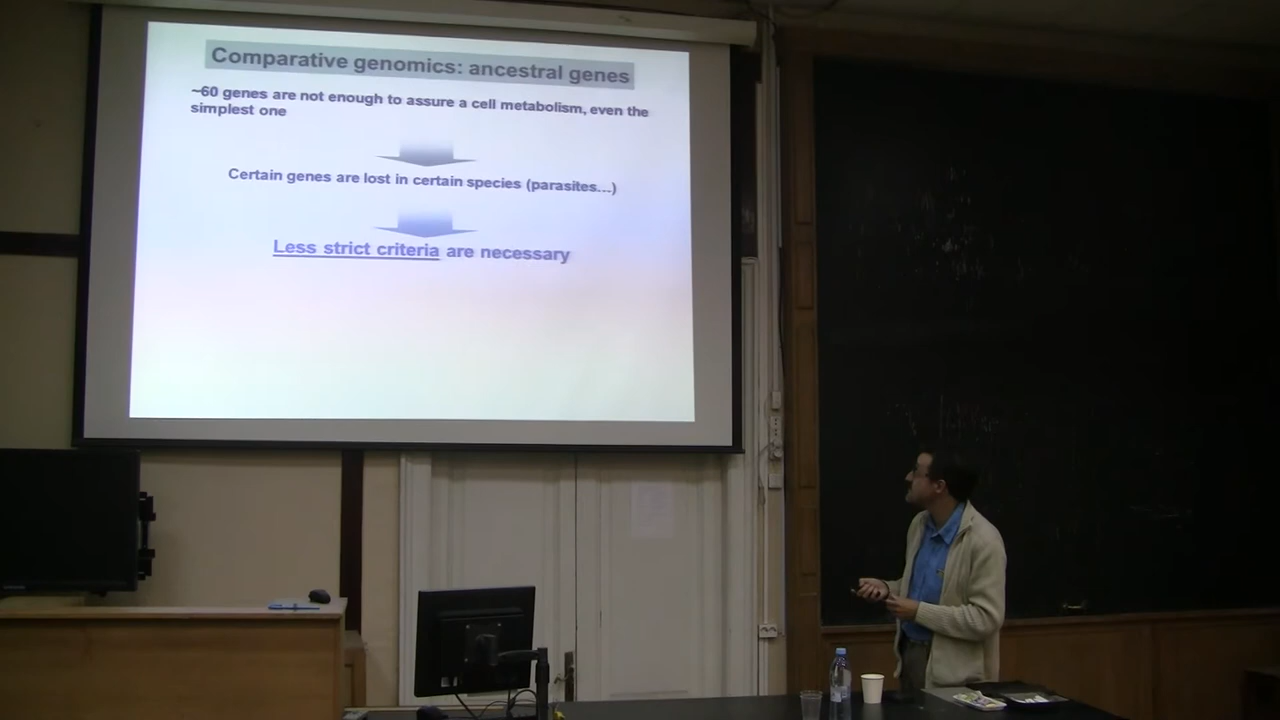 Comparative genomics: ancestral genes
~60 genes are not enough to assure a cell metabolism, even the
simplest one
Certain genes are lost in certain species (parasites...)
Less strict criteria are necessary